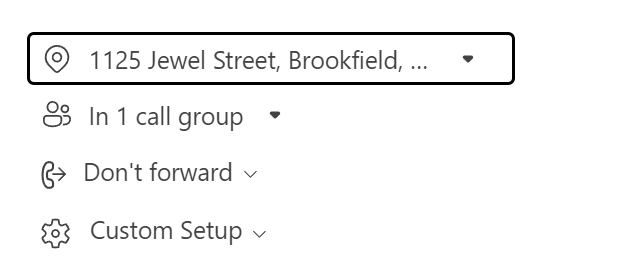 1125 Jewel Street, Brookfield, ...
In 1 call group
Don't forward
Custom Setup